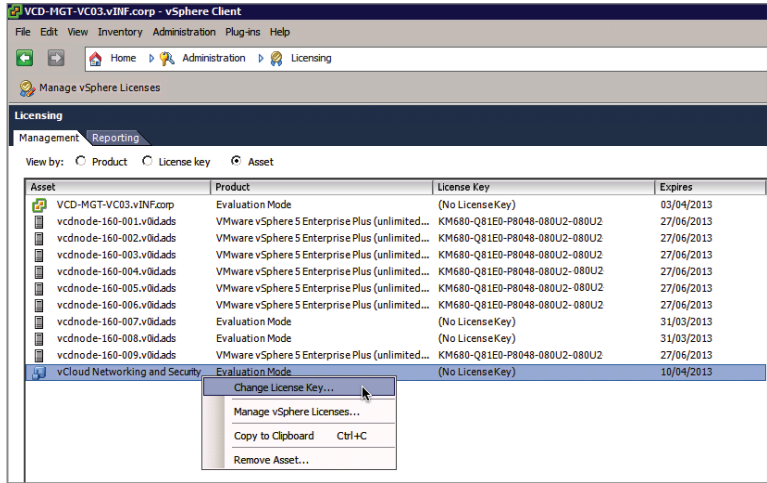 VCD-MGT-VC03.vINF.corp - vSphere Client
File Edit View Inventory Administration Plug-ins Help
Home Administration Licensing
Manage vSphere Licenses
Licensing
Management Reporting
View by: Product License key Asset
Asset Product License Key Expires
VCD-MGT-VC03.vINF.corp Evaluation Mode (No License Key) 03/04/2013
vcdnode-160-001.v0id.ads VMware vSphere 5 Enterprise Plus (unlimited... KM680-Q81E0-P8048-080U2-080U2 27/06/2013
vcdnode-160-002.v0id.ads VMware vSphere 5 Enterprise Plus (unlimited... KM680-Q81E0-P8048-080U2-080U2 27/06/2013
vcdnode-160-003.v0id.ads VMware vSphere 5 Enterprise Plus (unlimited... KM680-Q81E0-P8048-080U2-080U2 27/06/2013
vcdnode-160-004.v0id.ads VMware vSphere 5 Enterprise Plus (unlimited... KM680-Q81E0-P8048-080U2-080U2 27/06/2013
vcdnode-160-005.v0id.ads VMware vSphere 5 Enterprise Plus (unlimited... KM680-Q81E0-P8048-080U2-080U2 27/06/2013
vcdnode-160-006.v0id.ads VMware vSphere 5 Enterprise Plus (unlimited... KM680-Q81E0-P8048-080U2-080U2 27/06/2013
vcdnode-160-007.v0id.ads Evaluation Mode (No License Key) 31/03/2013
vcdnode-160-008.v0id.ads Evaluation Mode (No License Key) 31/03/2013
vcdnode-160-009.v0id.ads VMware vSphere 5 Enterprise Plus (unlimited... KM680-Q81E0-P8048-080U2-080U2 27/06/2013
vCloud Networking and Security Evaluation Mode (No License Key) 10/04/2013
Change License Key...
Manage vSphere Licenses...
Copy to Clipboard Ctrl+C
Remove Asset...